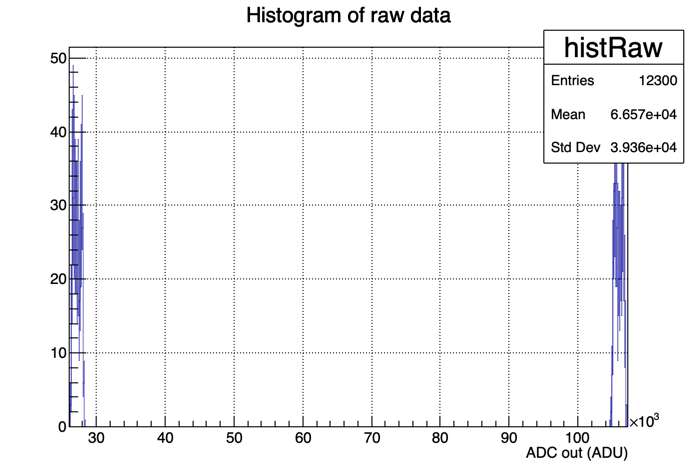 Histogram of raw data
histRaw
Entries 12300
Mean 6.657e+04
Std Dev 3.936e+04
50
40
30
20
10
0
30 40 50 60 70 80 90 100
×10³
ADC out (ADU)